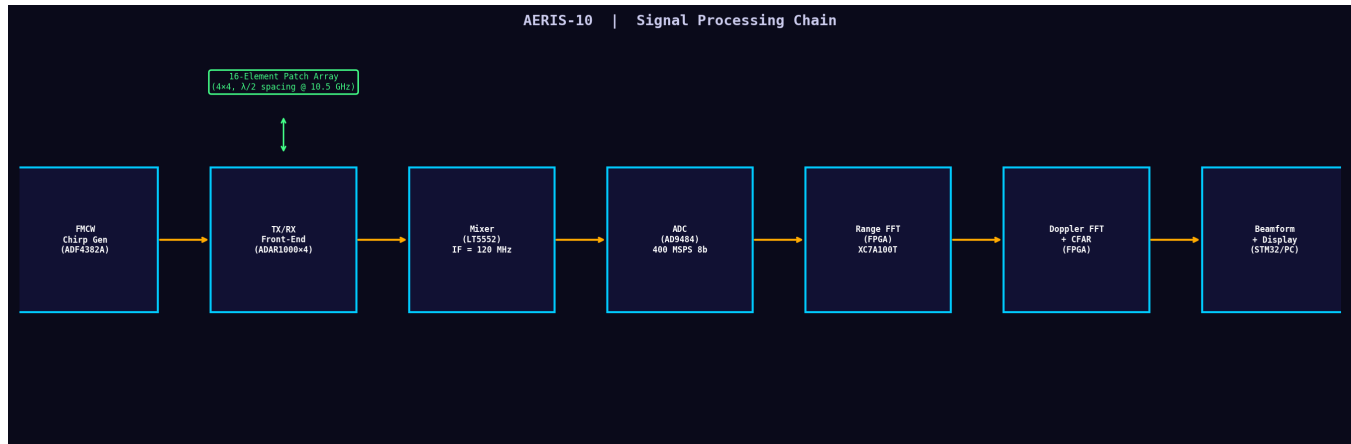 AERIS-10 | Signal Processing Chain
16-Element Patch Array
(4×4, λ/2 spacing @ 10.5 GHz)
FMCW
Chirp Gen
(ADF4382A)
TX/RX
Front-End
(ADAR1000×4)
Mixer
(LT5552)
IF = 120 MHz
ADC
(AD9484)
400 MSPS 8b
Range FFT
(FPGA)
XC7A100T
Doppler FFT
+ CFAR
(FPGA)
Beamform
+ Display
(STM32/PC)